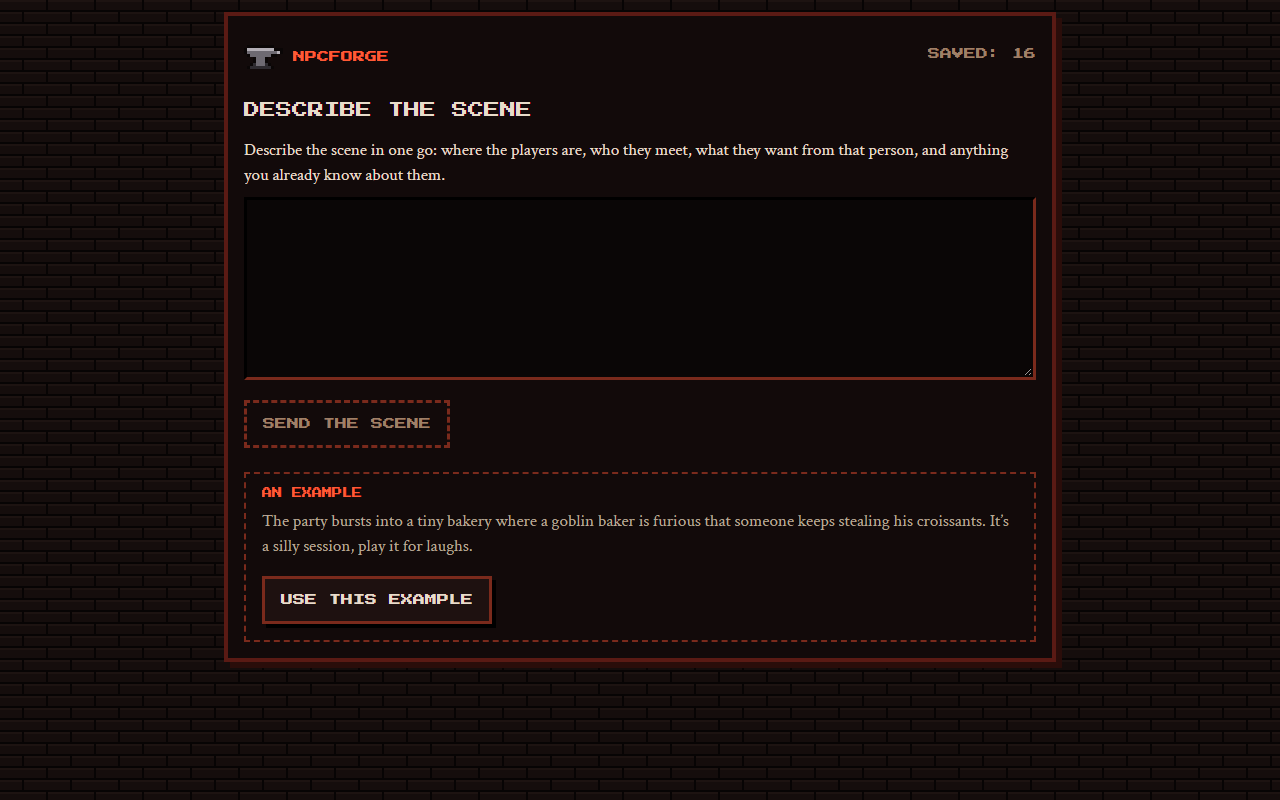 NPCFORGE
SAVED: 16
DESCRIBE THE SCENE
Describe the scene in one go: where the players are, who they meet, what they want from that person, and anything
you already know about them.
SEND THE SCENE
AN EXAMPLE
The party bursts into a tiny bakery where a goblin baker is furious that someone keeps stealing his croissants. It’s
a silly session, play it for laughs.
USE THIS EXAMPLE